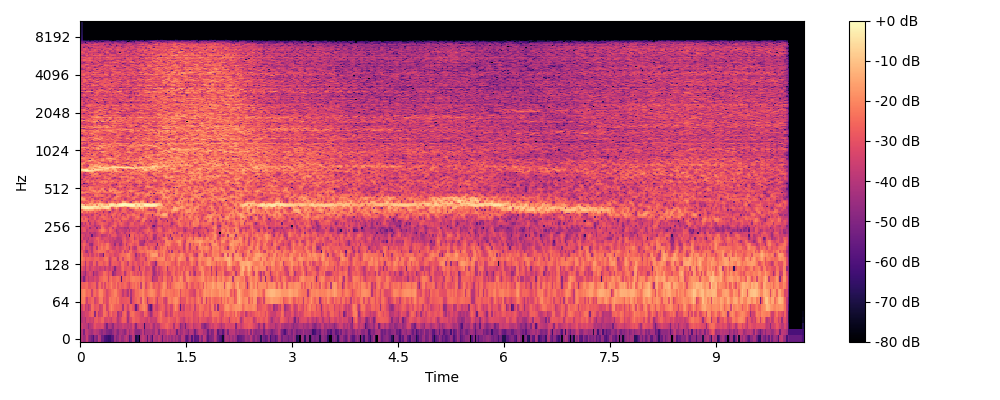 8192
4096
2048
1024
512
256
128
64
0
Hz
0 1.5 3 4.5 6 7.5 9
Time
+0 dB
-10 dB
-20 dB
-30 dB
-40 dB
-50 dB
-60 dB
-70 dB
-80 dB